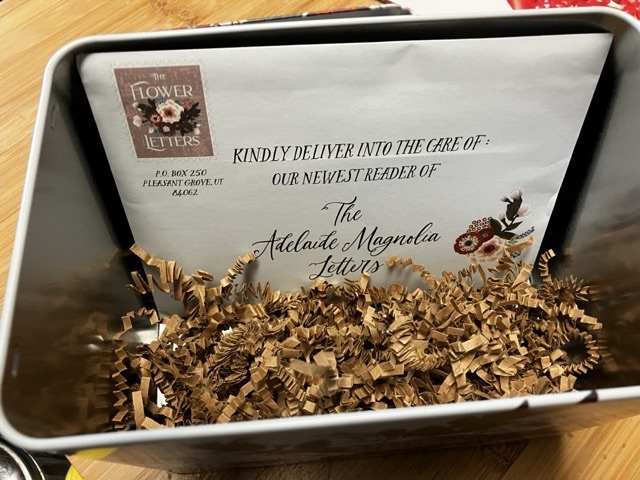 THE
FLOWER
LETTERS
P.O. BOX 250
PLEASANT GROVE, UT
84062
KINDLY DELIVER INTO THE CARE OF:
OUR NEWEST READER OF
The
Adelaide Magnolia
Letters